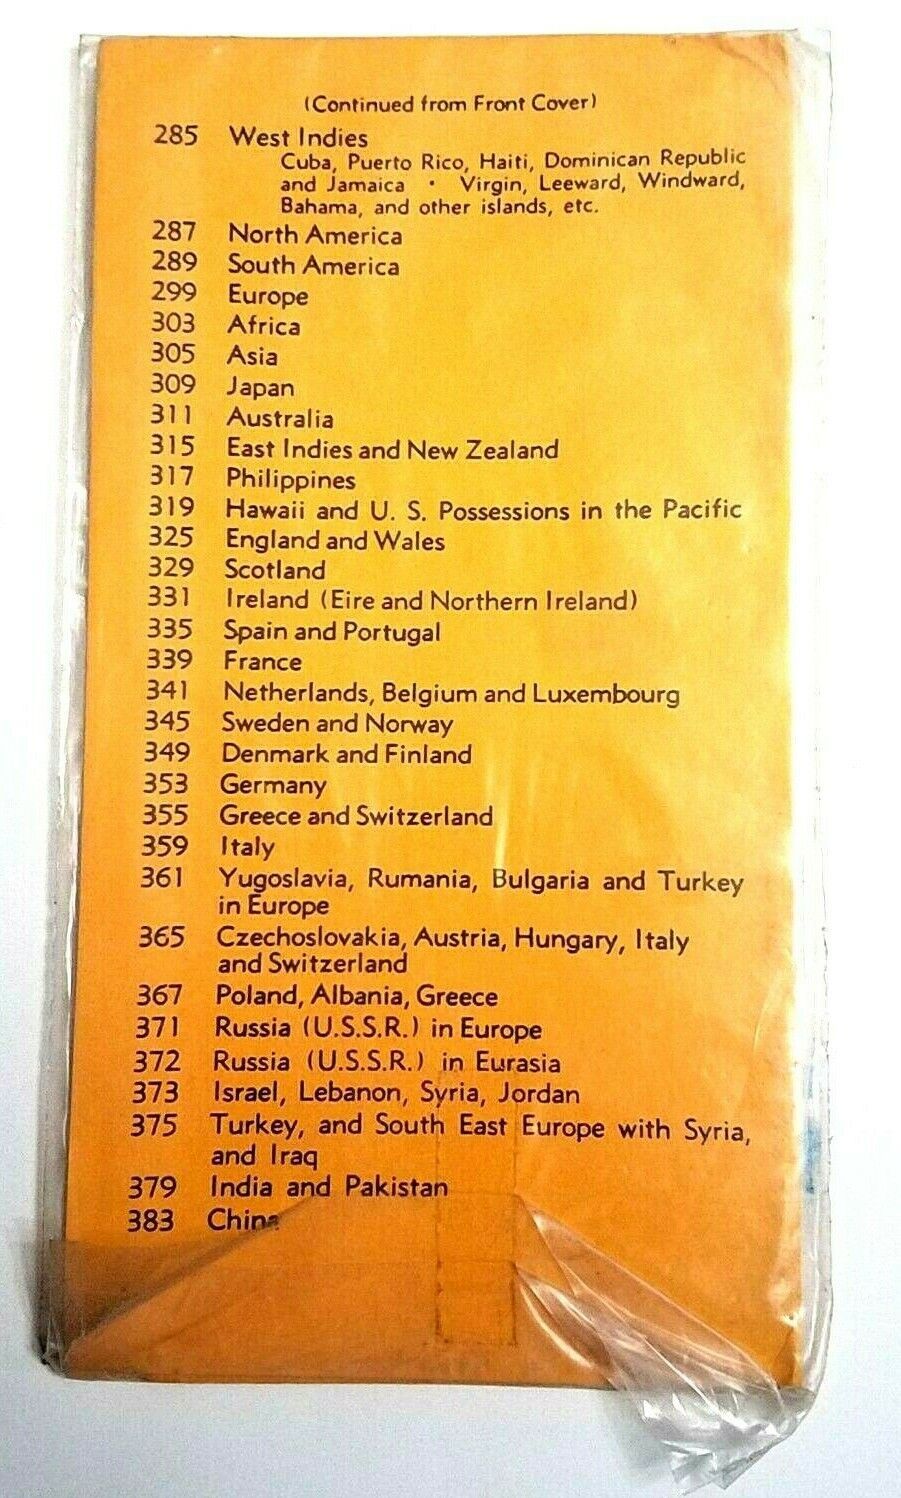 (Continued from Front Cover)
285 West Indies
Cuba, Puerto Rico, Haiti, Dominican Republic
and Jamaica • Virgin, Leeward, Windward,
Bahama, and other islands, etc.
287 North America
289 South America
299 Europe
303 Africa
305 Asia
309 Japan
311 Australia
315 East Indies and New Zealand
317 Philippines
319 Hawaii and U. S. Possessions in the Pacific
325 England and Wales
329 Scotland
331 Ireland (Eire and Northern Ireland)
335 Spain and Portugal
339 France
341 Netherlands, Belgium and Luxembourg
345 Sweden and Norway
349 Denmark and Finland
353 Germany
355 Greece and Switzerland
359 Italy
361 Yugoslavia, Rumania, Bulgaria and Turkey
in Europe
365 Czechoslovakia, Austria, Hungary, Italy
and Switzerland
367 Poland, Albania, Greece
371 Russia (U.S.S.R.) in Europe
372 Russia (U.S.S.R.) in Eurasia
373 Israel, Lebanon, Syria, Jordan
375 Turkey, and South East Europe with Syria,
and Iraq
379 India and Pakistan
383 China